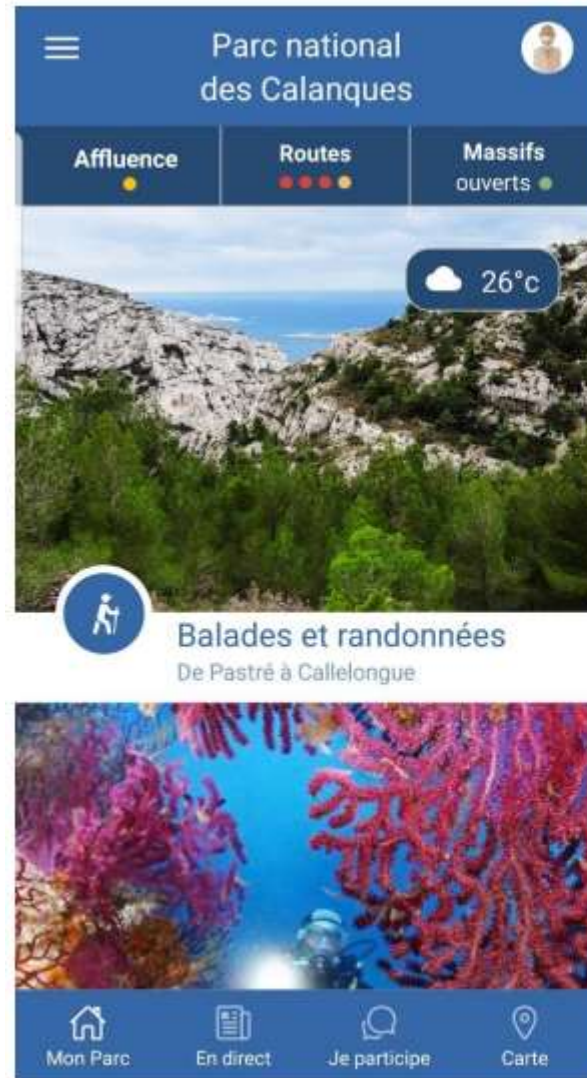 Parc national
des Calanques
Affluence
Routes
Massifs
ouverts
26°c
Balades et randonnées
De Pastré à Callelongue
Mon Parc
En direct
Je participe
Carte